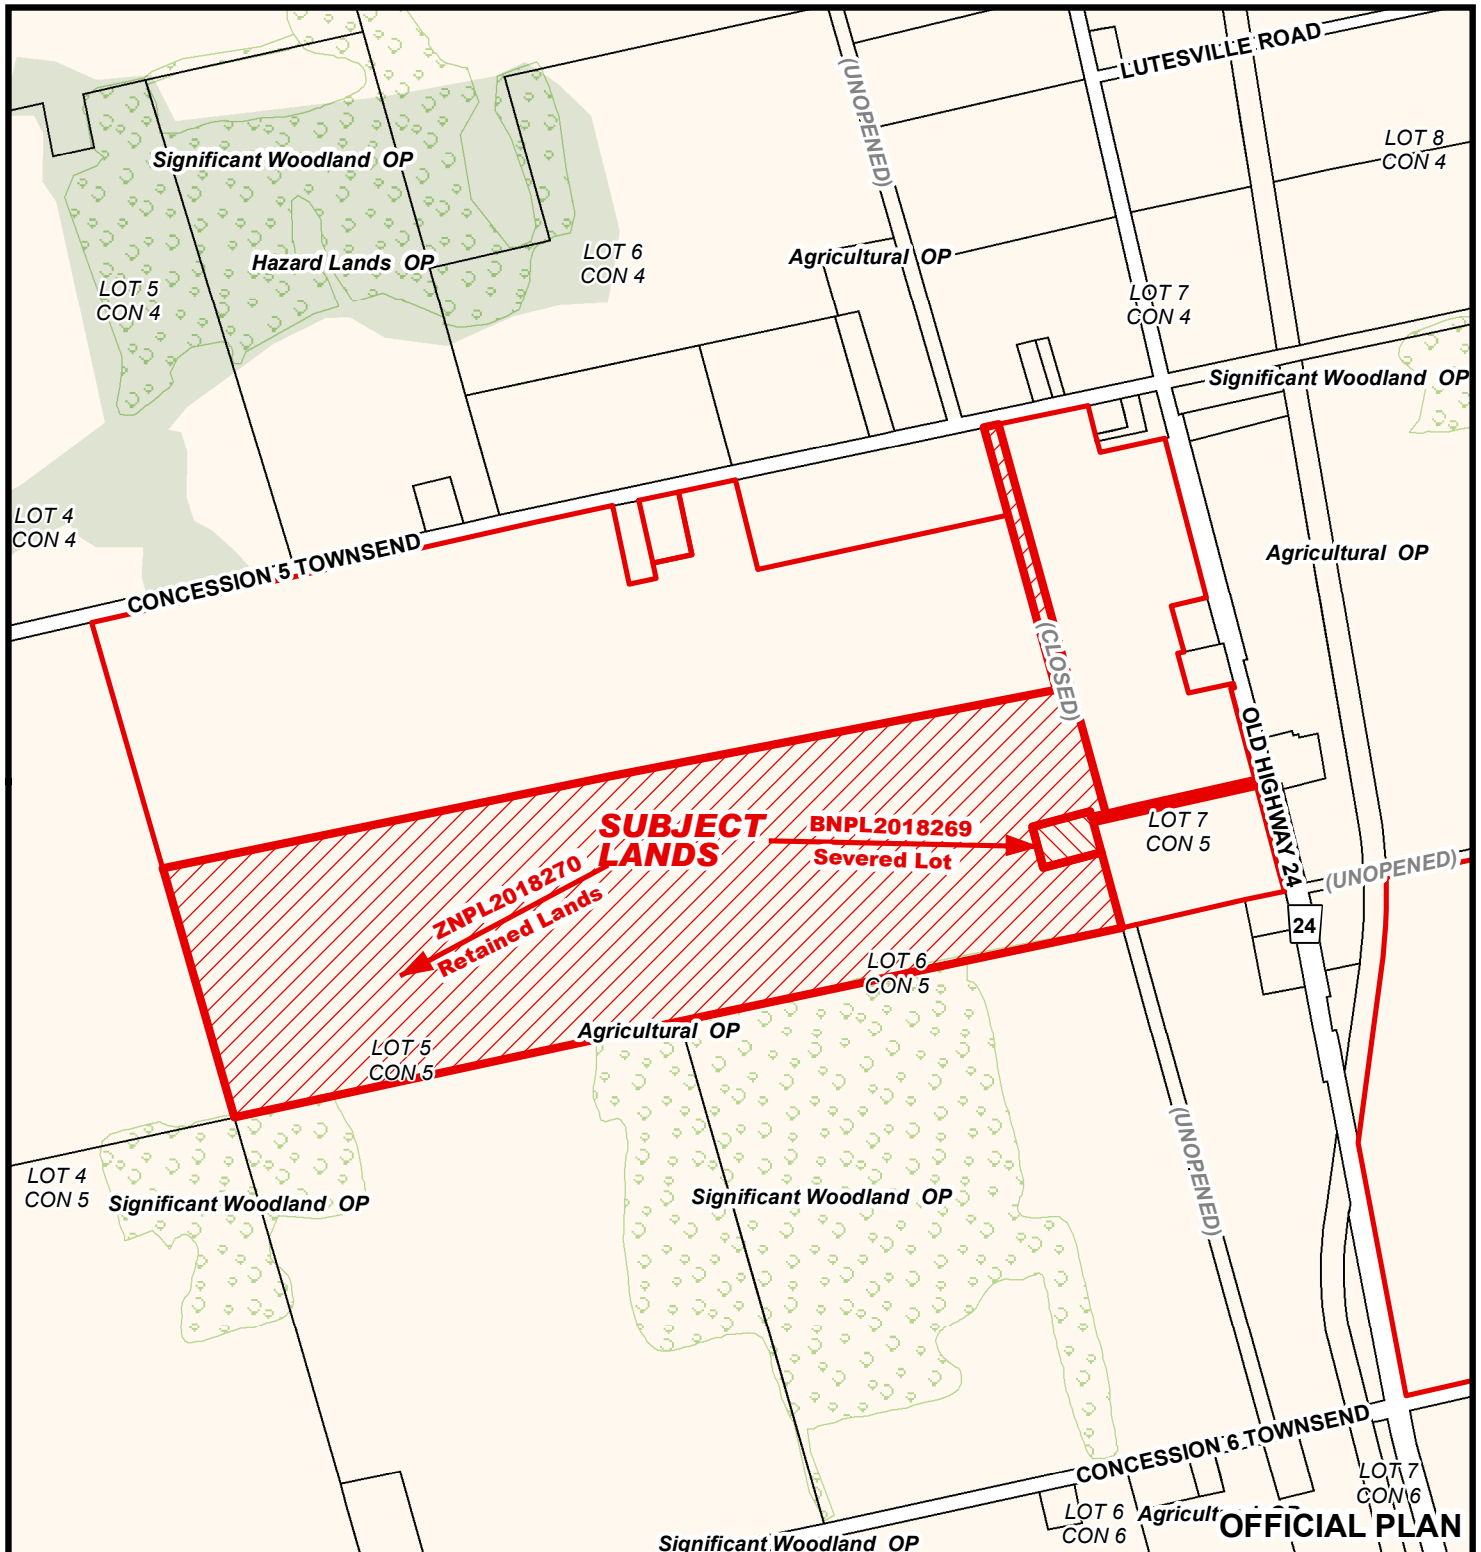 LUTESVILLE ROAD
(UNOPENED)
LOT 8
CON 4
Significant Woodland OP
Hazard Lands OP
LOT 6
CON 4
Agricultural OP
LOT 5
CON 4
LOT 7
CON 4
Significant Woodland OP
LOT 4
CON 4
CONCESSION 5 TOWNSEND
Agricultural OP
(CLOSED)
OLD HIGHWAY 24
SUBJECT
LANDS
BNPL2018269
Severed Lot
LOT 7
CON 5
ZNPL2018270
Retained Lands
(UNOPENED)
24
LOT 6
CON 5
Agricultural OP
LOT 5
CON 5
LOT 4
CON 5
Significant Woodland OP
Significant Woodland OP
(UNOPENED)
CONCESSION 6 TOWNSEND
LOT 7
CON 6
LOT 6
CON 6
Agricultural OP
OFFICIAL PLAN
Significant Woodland OP